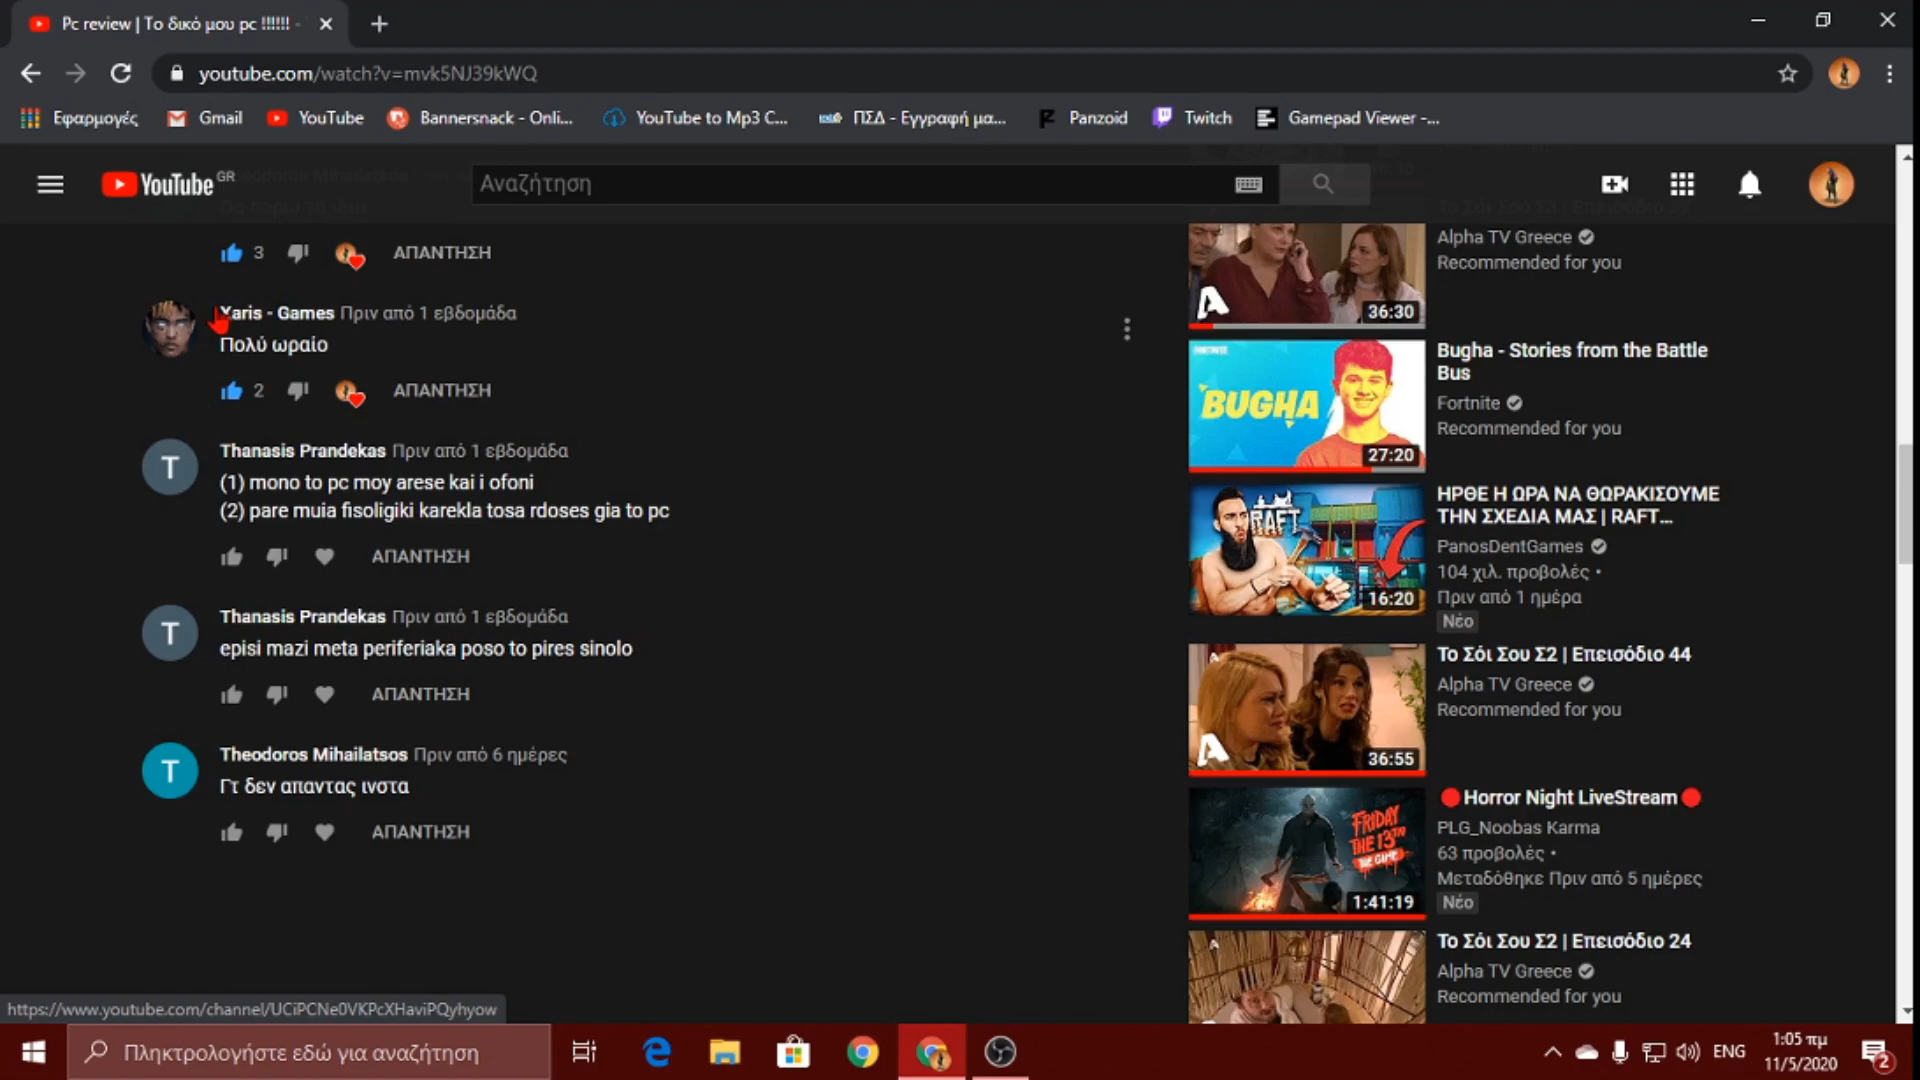 Pc review | Το δικό μου pc !!!!!! -
youtube.com/watch?v=mvk5NJ39kWQ
Εφαρμογές
Gmail
YouTube
Bannersnack - Onli...
YouTube to Mp3 C...
ΠΣΔ - Εγγραφή μα...
Panzoid
Twitch
Gamepad Viewer -...
YouTube GR
Αναζήτηση
3
ΑΠΑΝΤΗΣΗ
Xaris - Games Πριν από 1 εβδομάδα
Πολύ ωραίο
2
ΑΠΑΝΤΗΣΗ
T
Thanasis Prandekas Πριν από 1 εβδομάδα
(1) mono to pc moy arese kai i ofoni
(2) pare muia fisoligiki karekla tosa rdoses gia to pc
ΑΠΑΝΤΗΣΗ
T
Thanasis Prandekas Πριν από 1 εβδομάδα
episi mazi meta periferiaka poso to pires sinolo
ΑΠΑΝΤΗΣΗ
T
Theodoros Mihailatsos Πριν από 6 ημέρες
Γτ δεν απαντας ινστα
ΑΠΑΝΤΗΣΗ
Alpha TV Greece
Recommended for you
36:30
Bugha - Stories from the Battle
Bus
Fortnite
Recommended for you
FORTNITE
BUGHA
27:20
ΗΡΘΕ Η ΩΡΑ ΝΑ ΘΩΡΑΚΙΣΟΥΜΕ
ΤΗΝ ΣΧΕΔΙΑ ΜΑΣ | RAFT...
PanosDentGames
104 χιλ. προβολές •
Πριν από 1 ημέρα
Νέο
RAFT
16:20
Το Σόι Σου Σ2 | Επεισόδιο 44
Alpha TV Greece
Recommended for you
36:55
Horror Night LiveStream
PLG_Noobas Karma
63 προβολές •
Μεταδόθηκε Πριν από 5 ημέρες
Νέο
FRIDAY
THE 13TH
THE GAME
1:41:19
Το Σόι Σου Σ2 | Επεισόδιο 24
Alpha TV Greece
Recommended for you
https://www.youtube.com/channel/UCiPCNe0VKPcXHaviPQyhyow
Πληκτρολογήστε εδώ για αναζήτηση
ENG
1:05 πμ
11/5/2020
2